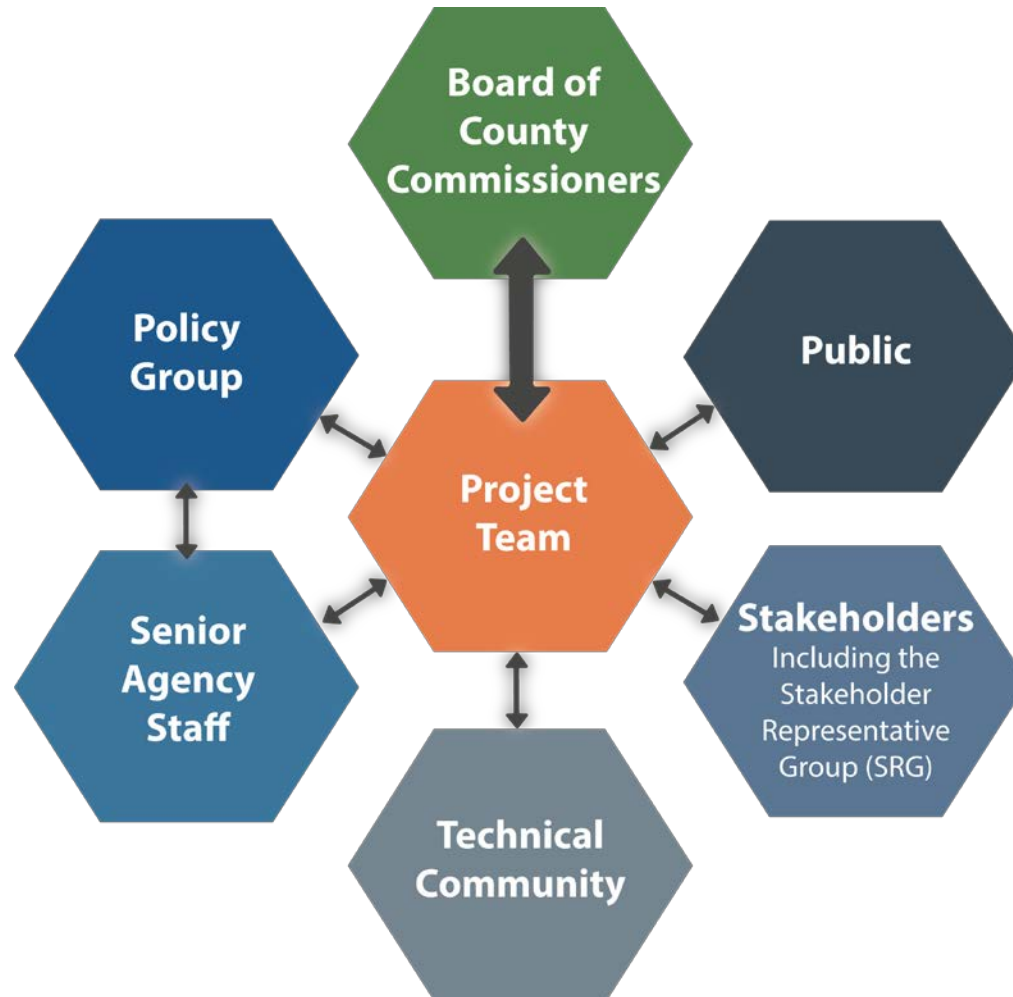 Board of
County
Commissioners
Policy
Group
Public
Project
Team
Senior
Agency
Staff
Stakeholders
Including the
Stakeholder
Representative
Group (SRG)
Technical
Community